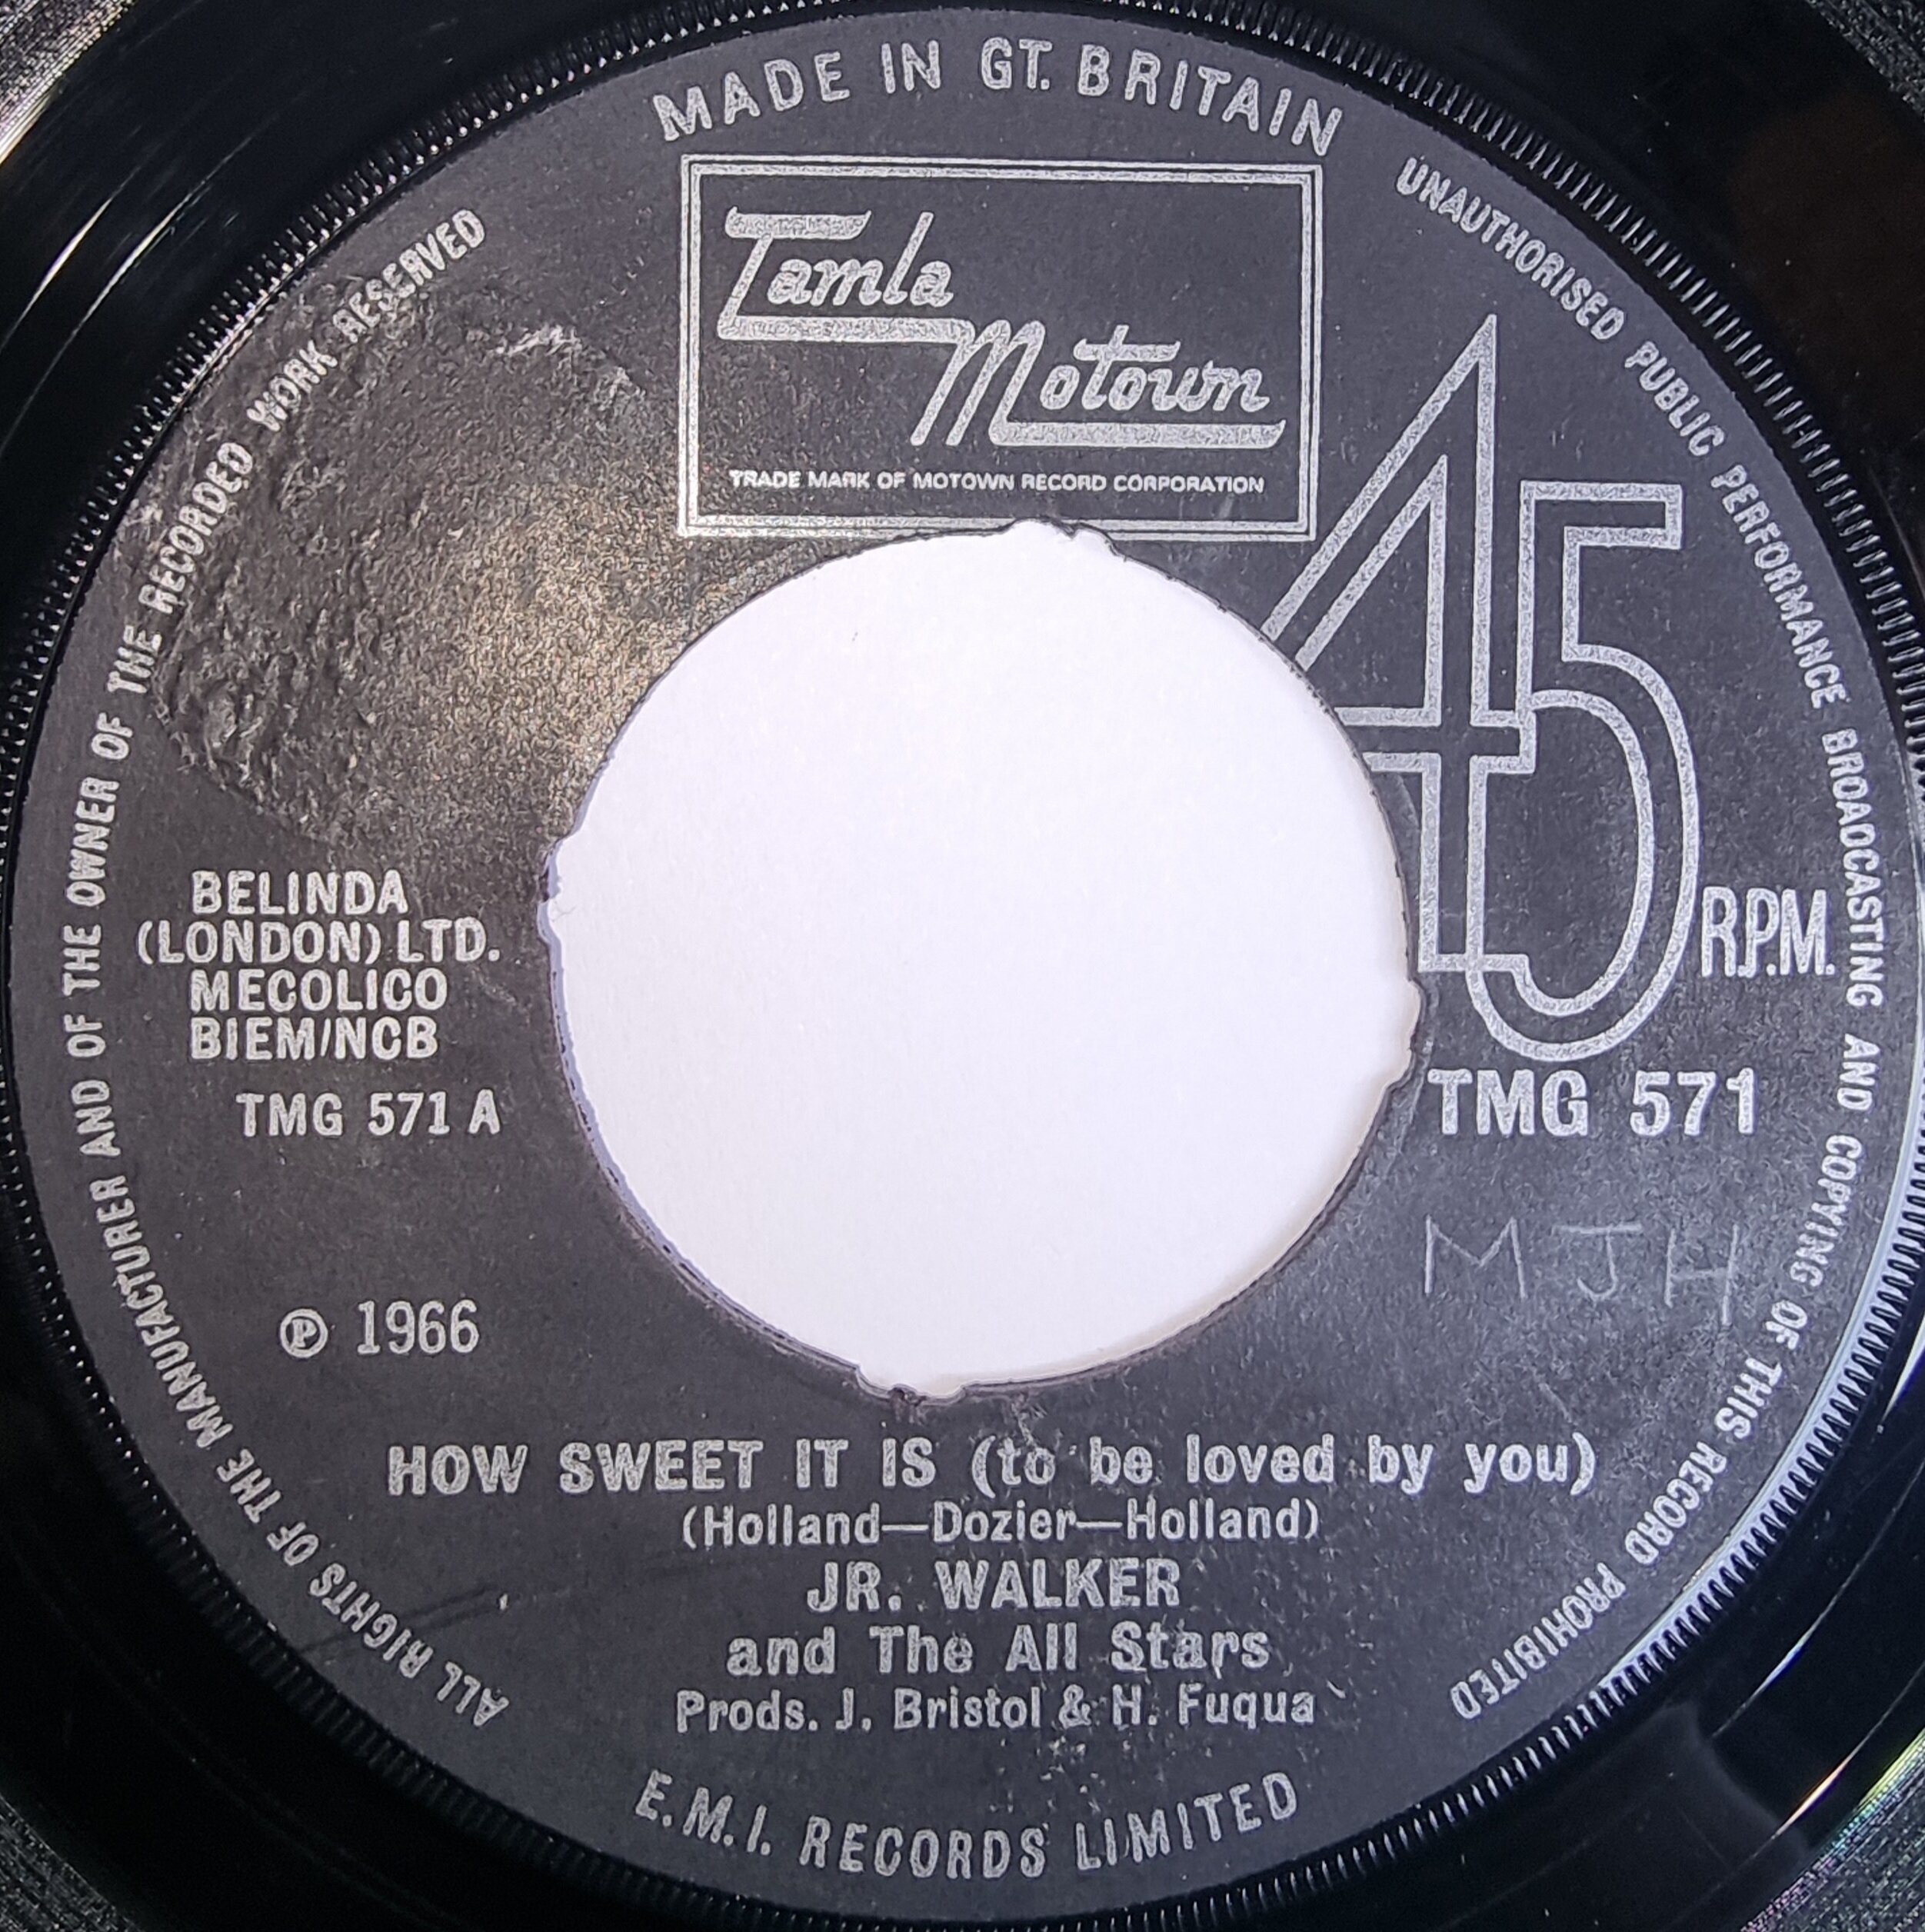 MADE IN GT. BRITAIN
Tamla
Motown
TRADE MARK OF MOTOWN RECORD CORPORATION
UNAUTHORISED PUBLIC PERFORMANCE BROADCASTING AND COPYING OF THIS RECORD PROHIBITED
ALL RIGHTS OF THE MANUFACTURER AND OF THE OWNER OF THE RECORDED WORK RESERVED
45
R.P.M.
BELINDA
(LONDON) LTD.
MECOLICO
BIEM/NCB
TMG 571 A
TMG 571
MJH
℗ 1966
HOW SWEET IT IS (to be loved by you)
(Holland—Dozier—Holland)
JR. WALKER
and The All Stars
Prods. J. Bristol & H. Fuqua
E.M.I. RECORDS LIMITED